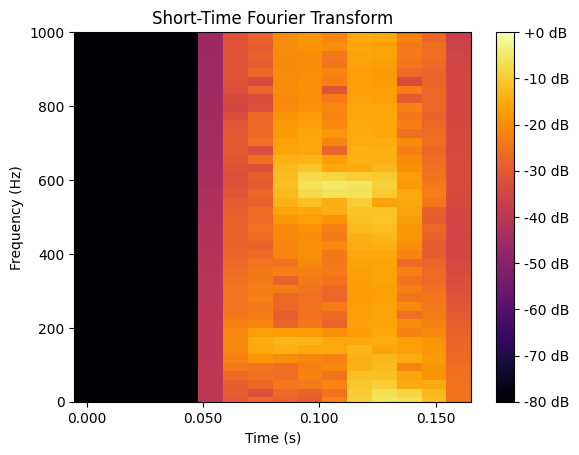 Short-Time Fourier Transform
1000
800
600
400
200
0
Frequency (Hz)
0.000
0.050
0.100
0.150
Time (s)
+0 dB
-10 dB
-20 dB
-30 dB
-40 dB
-50 dB
-60 dB
-70 dB
-80 dB